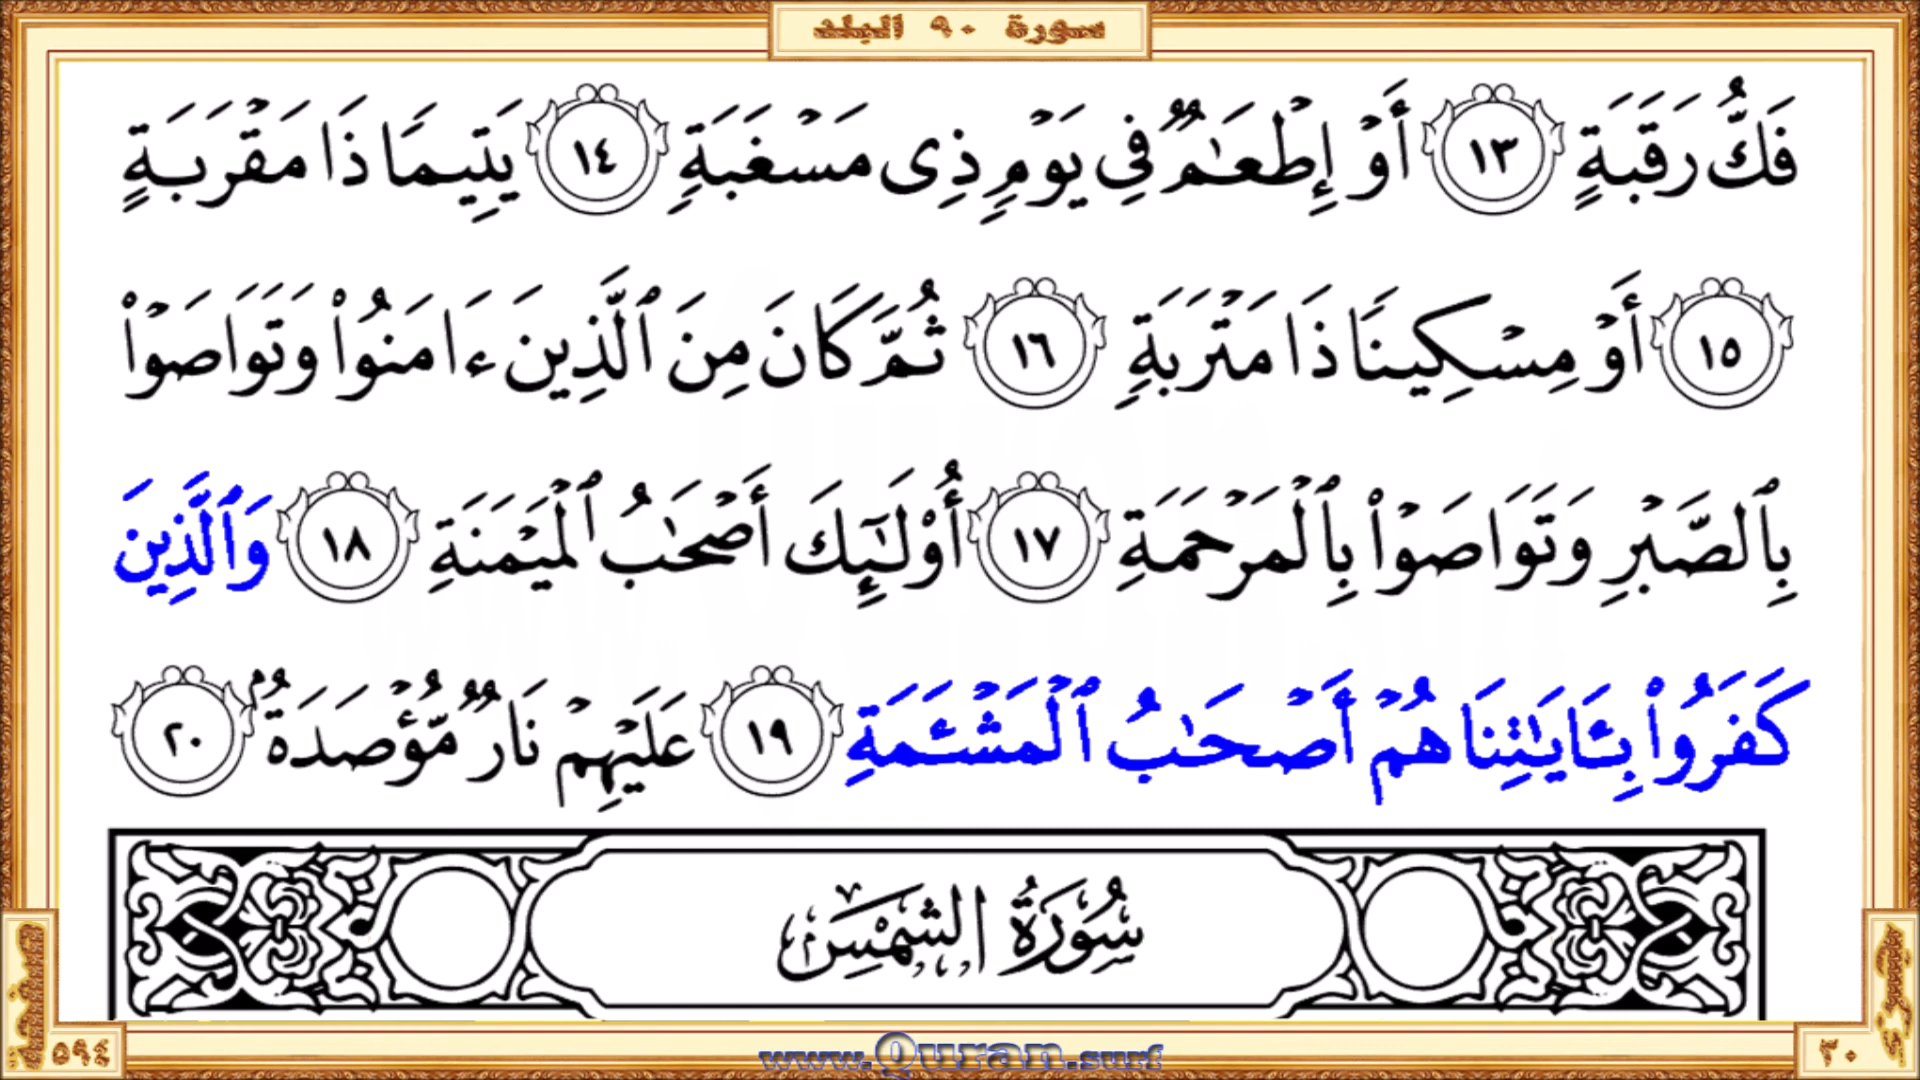 سورة ٩٠ البلد
فَكُّ رَقَبَةٍ ١٣ أَوْ إِطْعَٰمٌ فِى يَوْمٍ ذِى مَسْغَبَةٍ ١٤ يَتِيمًا ذَا مَقْرَبَةٍ
١٥ أَوْ مِسْكِينًا ذَا مَتْرَبَةٍ ١٦ ثُمَّ كَانَ مِنَ ٱلَّذِينَ ءَامَنُوا۟ وَتَوَاصَوْا۟
بِٱلصَّبْرِ وَتَوَاصَوْا۟ بِٱلْمَرْحَمَةِ ١٧ أُو۟لَٰٓئِكَ أَصْحَٰبُ ٱلْمَيْمَنَةِ ١٨ وَٱلَّذِينَ
كَفَرُوا۟ بِـَٔايَٰتِنَا هُمْ أَصْحَٰبُ ٱلْمَشْـَٔمَةِ ١٩ عَلَيْهِمْ نَارٌ مُّؤْصَدَةٌۢ ٢٠
سُورَةُ الشَّمْسِ
صفحة ٥٩٤
www.Quran.surf
٣٠